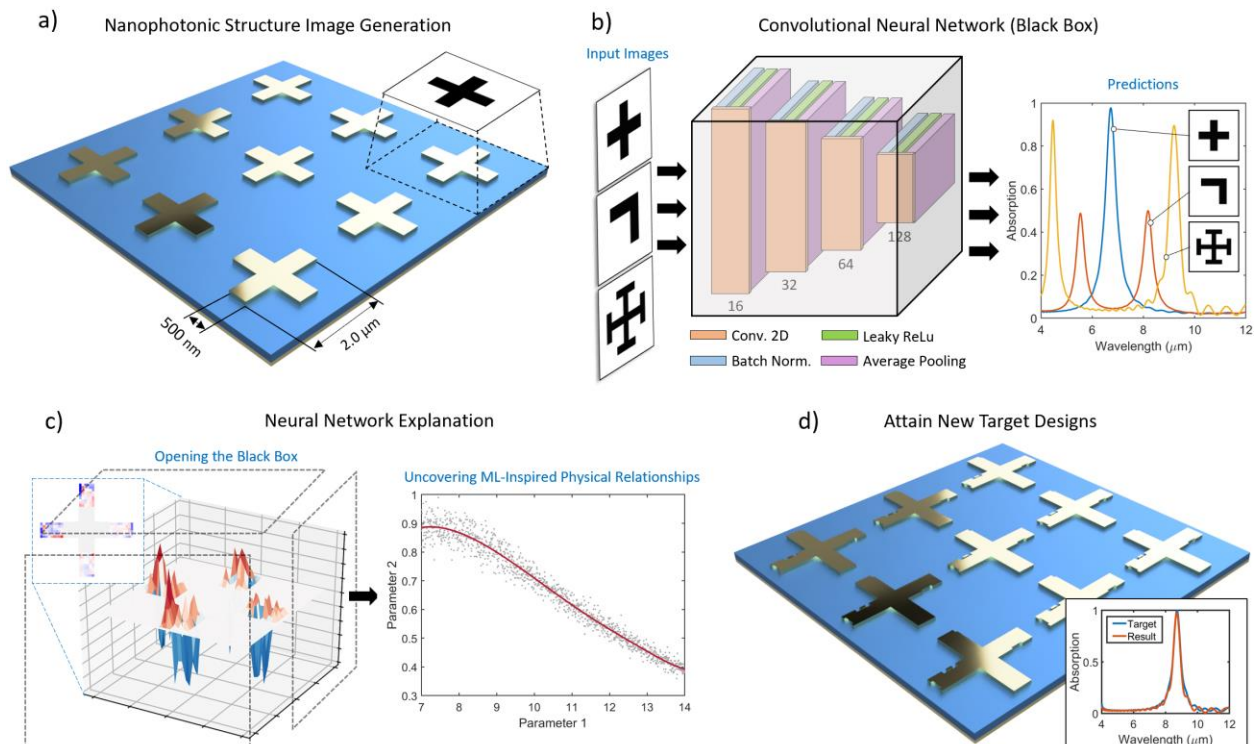 a)
Nanophotonic Structure Image Generation
500 nm
2.0 μm
b)
Convolutional Neural Network (Black Box)
Input Images
16
32
64
128
Conv. 2D
Leaky ReLu
Batch Norm.
Average Pooling
Predictions
Absorption
1
0.8
0.6
0.4
0.2
0
4
6
8
10
12
Wavelength (μm)
c)
Neural Network Explanation
Opening the Black Box
Uncovering ML-Inspired Physical Relationships
Parameter 2
1
0.9
0.8
0.7
0.6
0.5
0.4
0.3
7
8
9
10
11
12
13
14
Parameter 1
d)
Attain New Target Designs
Absorption
1
0.5
0
Target
Result
4
6
8
10
12
Wavelength (μm)